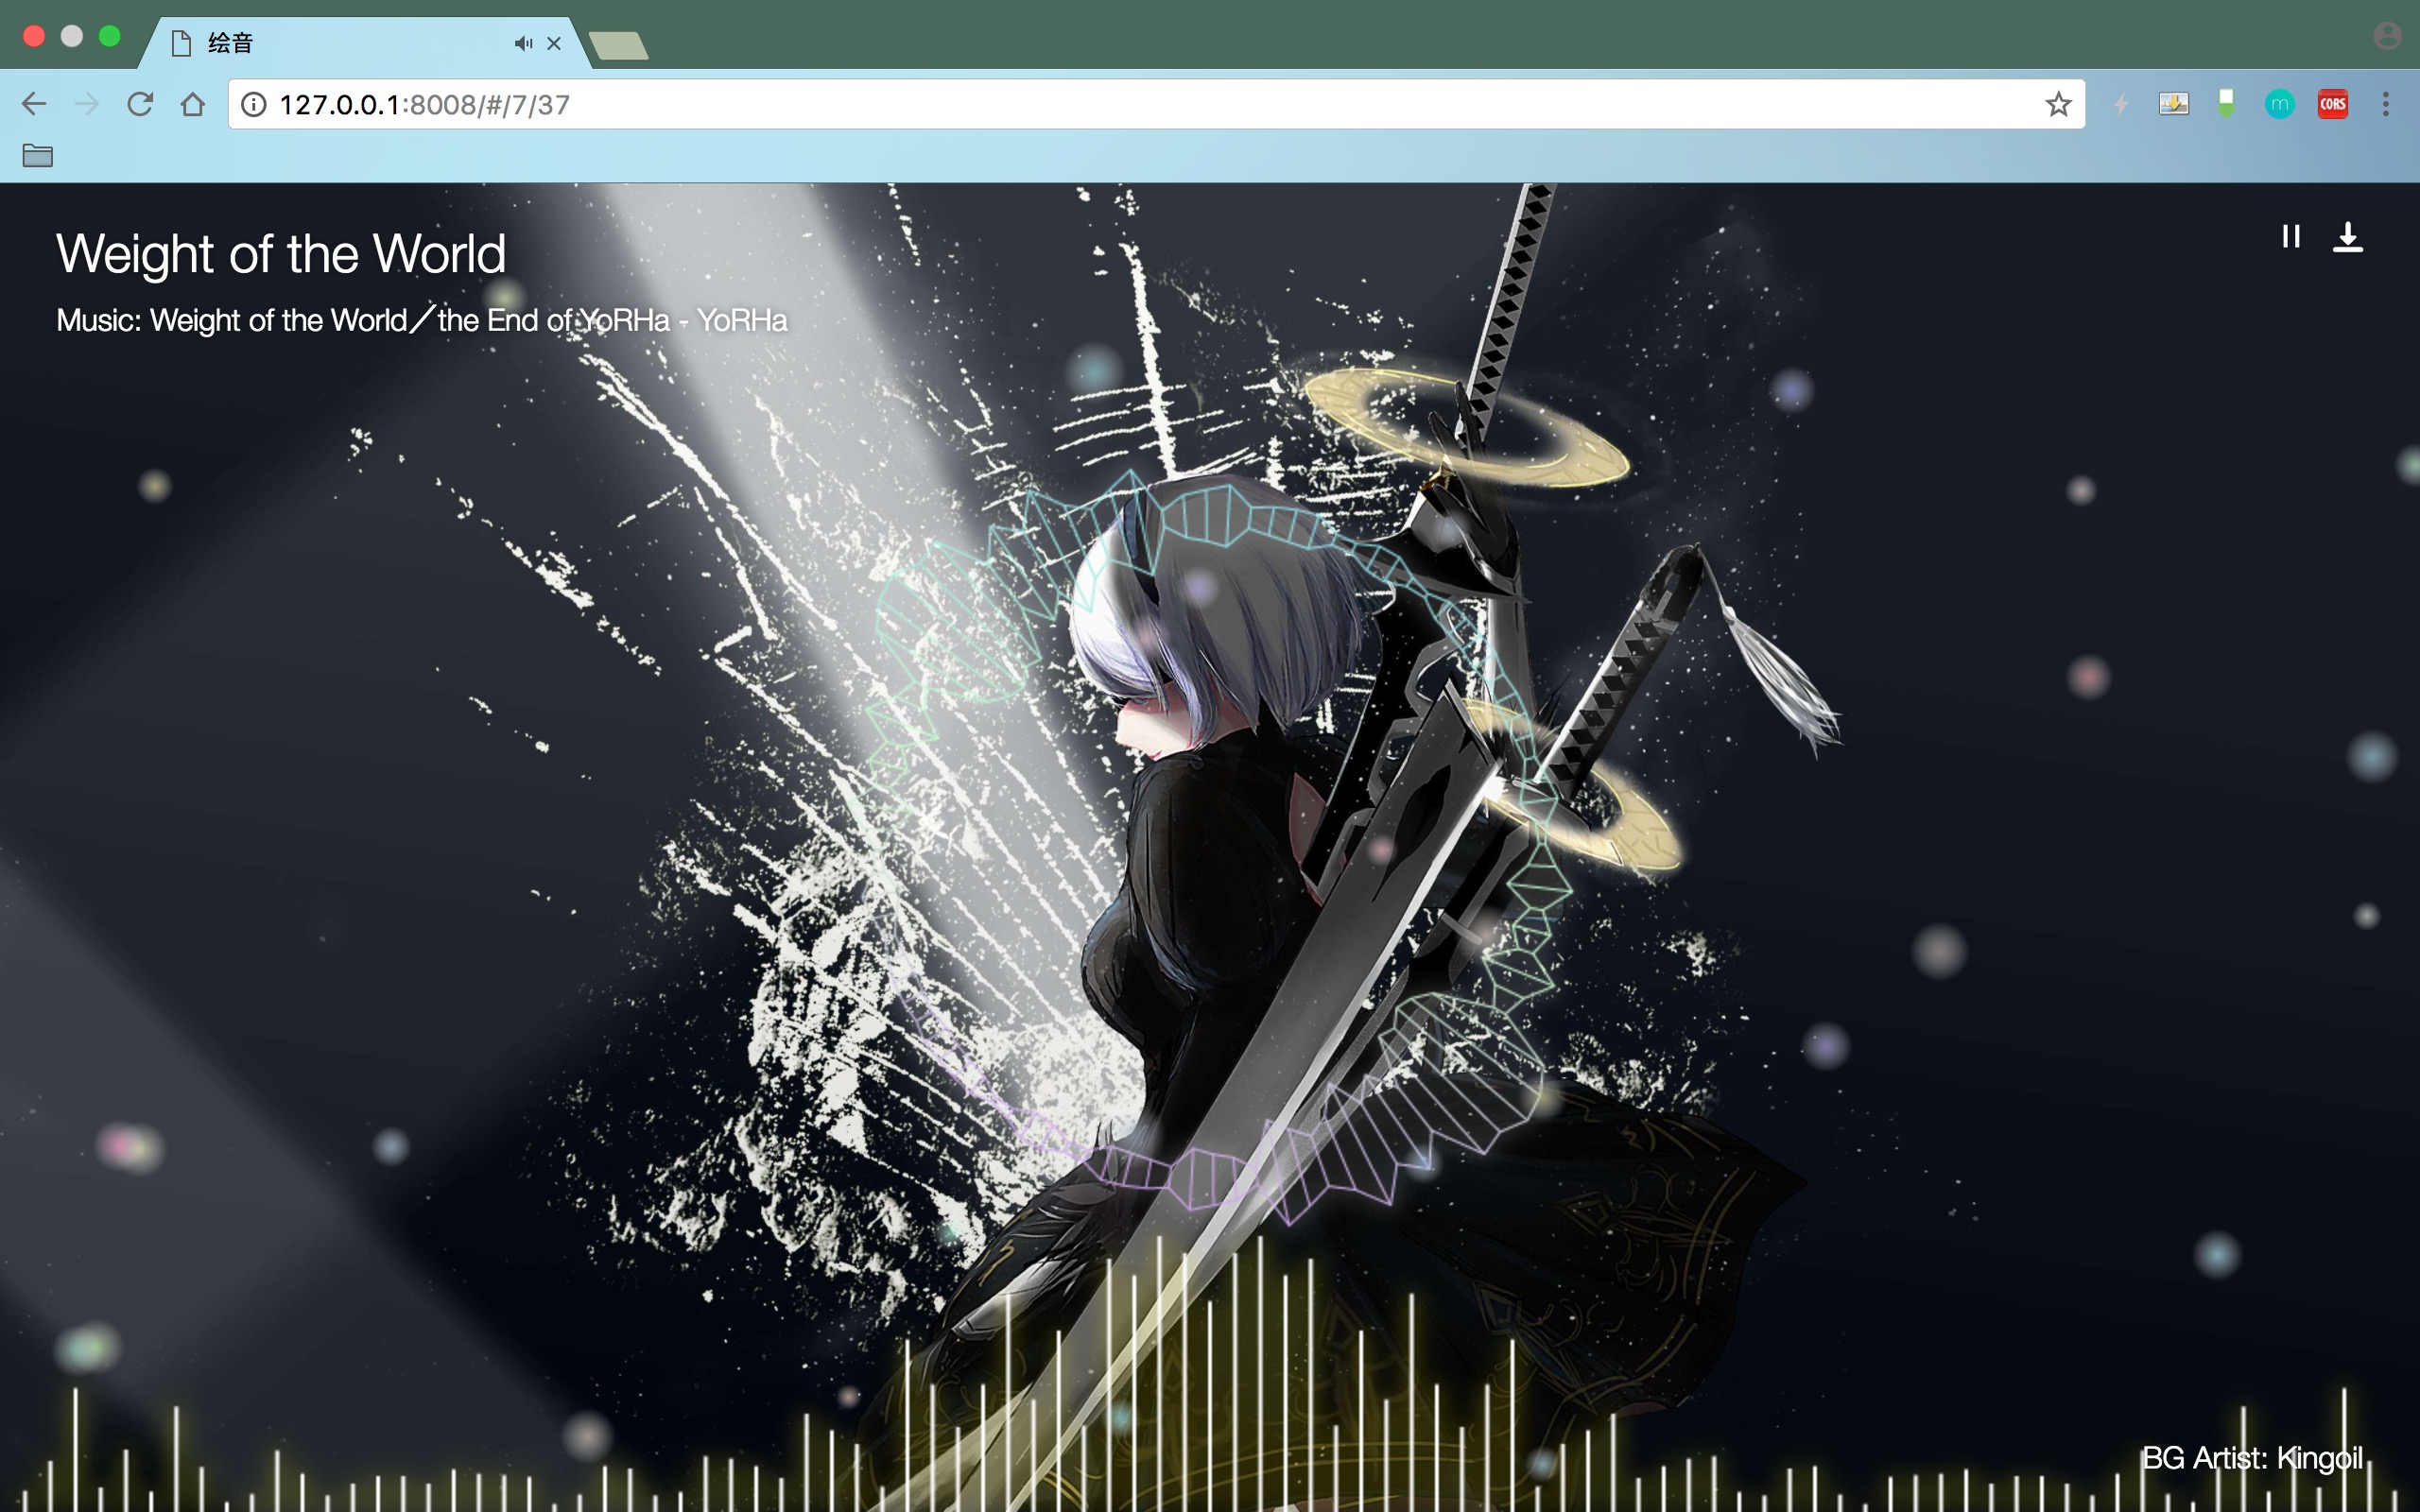 绘音
127.0.0.1:8008/#/7/37
m
CORS
Weight of the World
Music: Weight of the World／the End of YoRHa - YoRHa
BG Artist: Kingoil